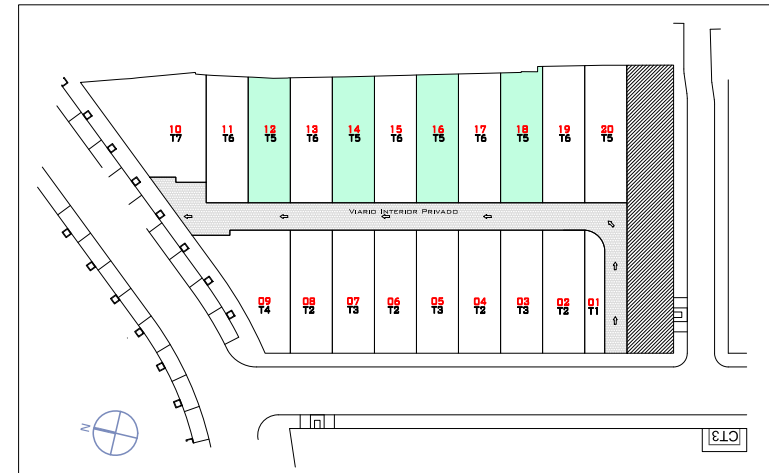 10 11 12 13 14 15 16 17 18 19 20
T7 T6 T5 T6 T5 T6 T5 T6 T5 T6 T5
VIARIO INTERIOR PRIVADO
09 08 07 06 05 04 03 02 01
T4 T2 T3 T2 T3 T2 T3 T2 T1
N
CT3